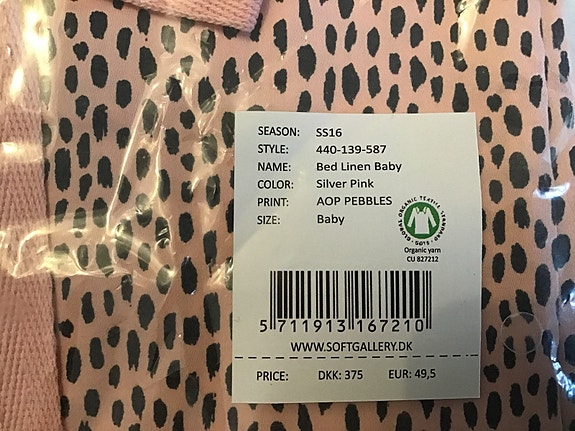 SEASON: SS16
STYLE: 440-139-587
NAME: Bed Linen Baby
COLOR: Silver Pink
PRINT: AOP PEBBLES
SIZE: Baby
GLOBAL ORGANIC TEXTILE STANDARD · GOTS ·
Organic yarn
CU 827212
5 711913 167210
WWW.SOFTGALLERY.DK
PRICE: DKK: 375 EUR: 49,5